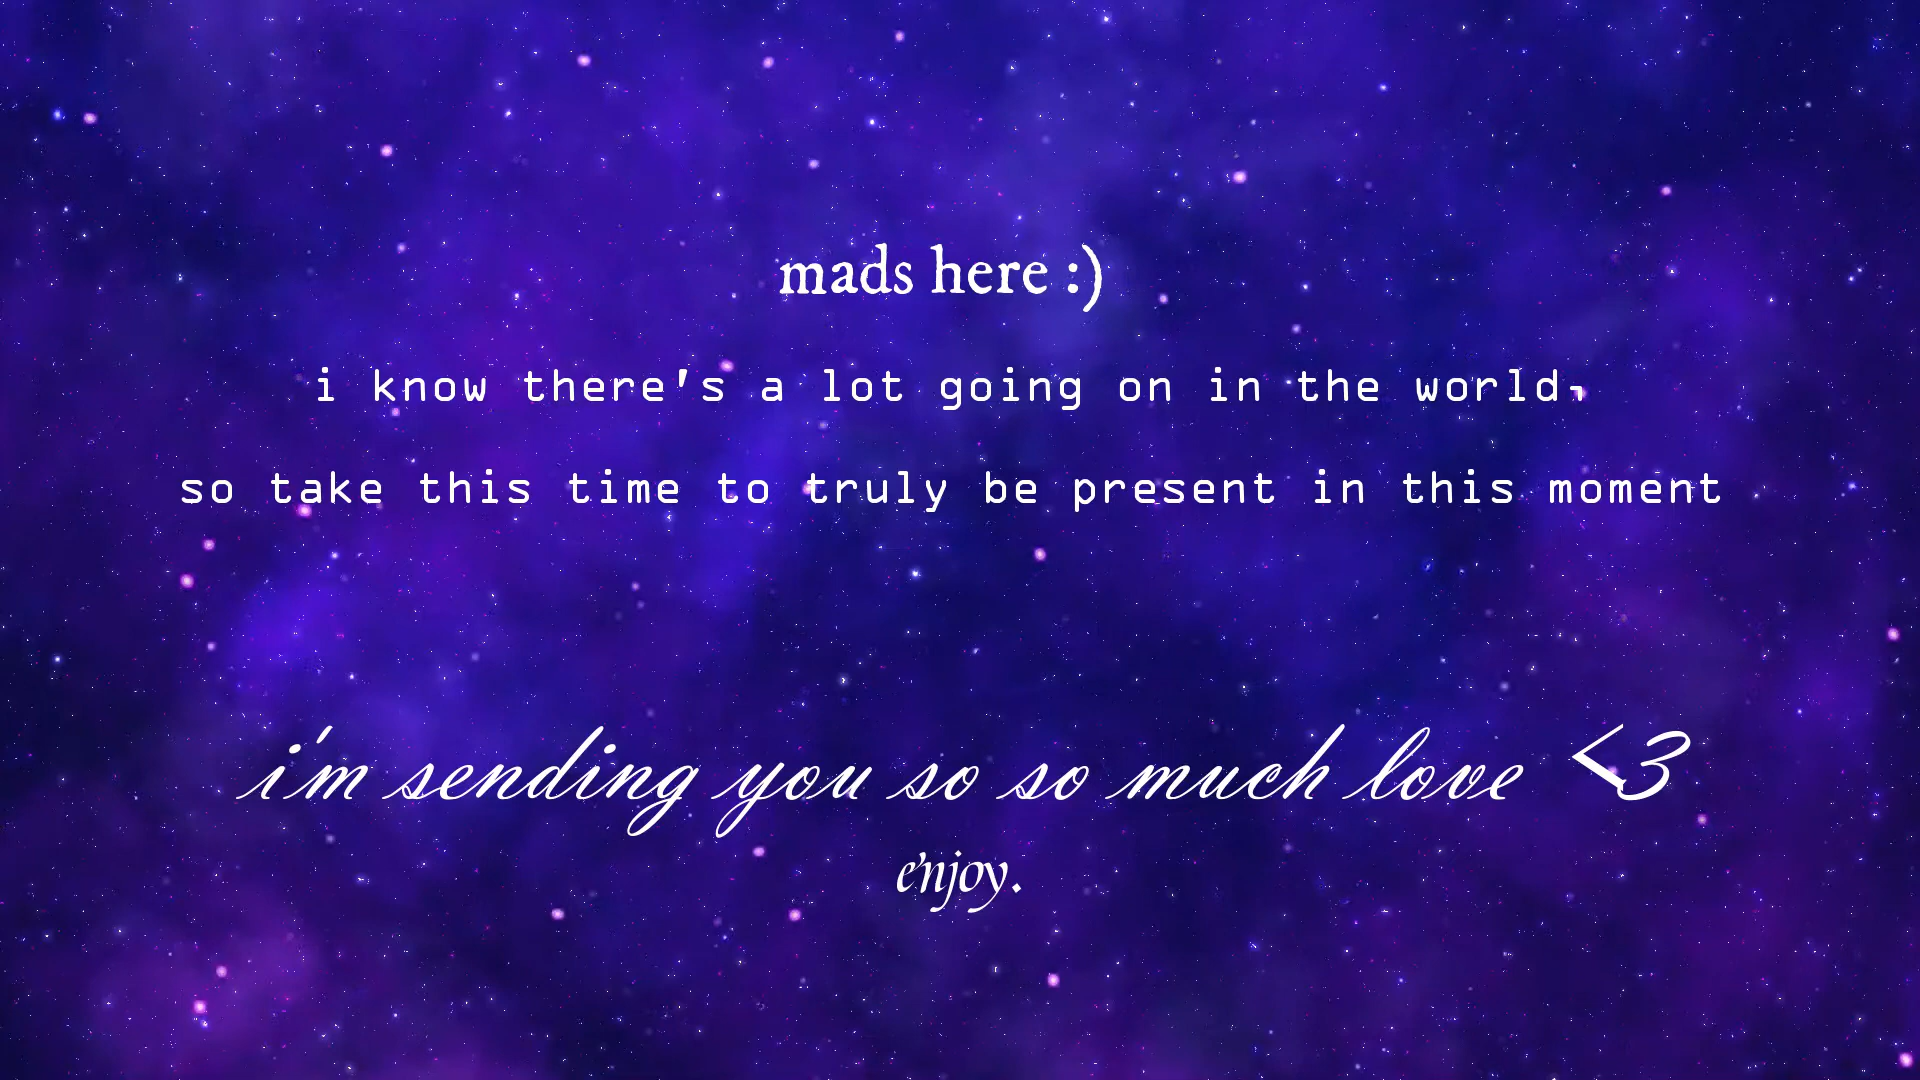 mads here :)
i know there's a lot going on in the world,
so take this time to truly be present in this moment
i'm sending you so so much love <3
enjoy.